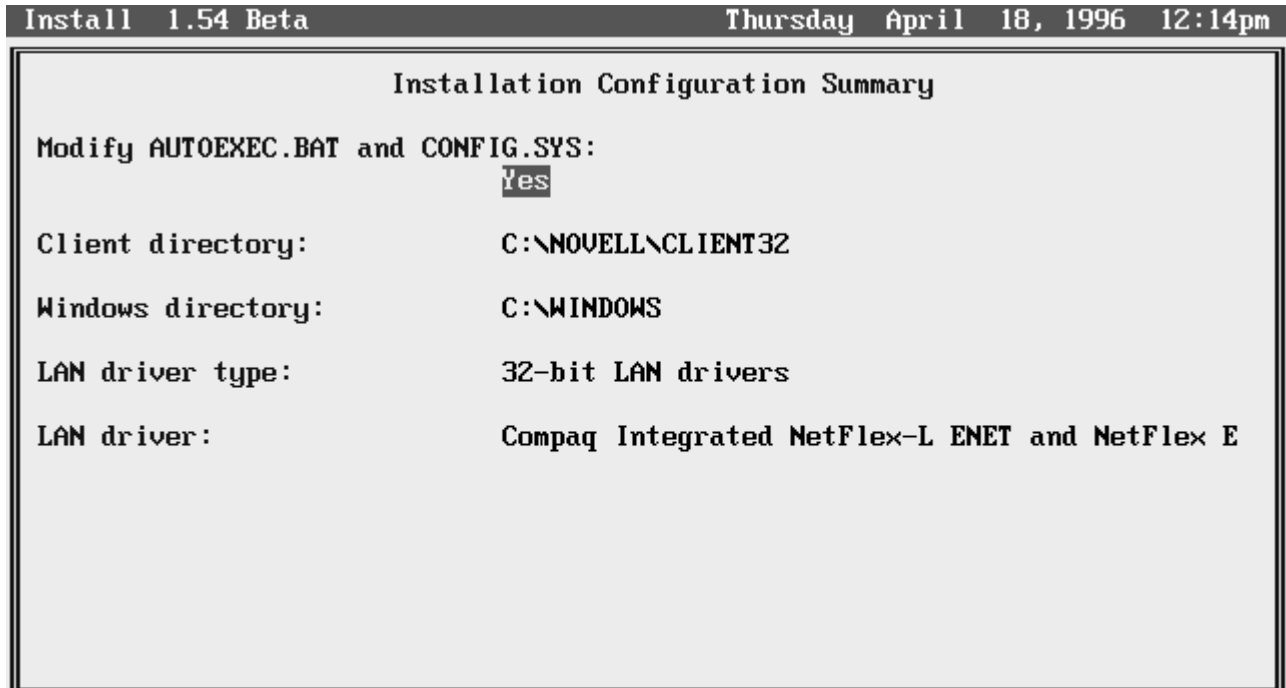 Install 1.54 Beta Thursday April 18, 1996 12:14pm
Installation Configuration Summary
Modify AUTOEXEC.BAT and CONFIG.SYS:
Yes
Client directory: C:\NOVELL\CLIENT32
Windows directory: C:\WINDOWS
LAN driver type: 32-bit LAN drivers
LAN driver: Compaq Integrated NetFlex-L ENET and NetFlex E